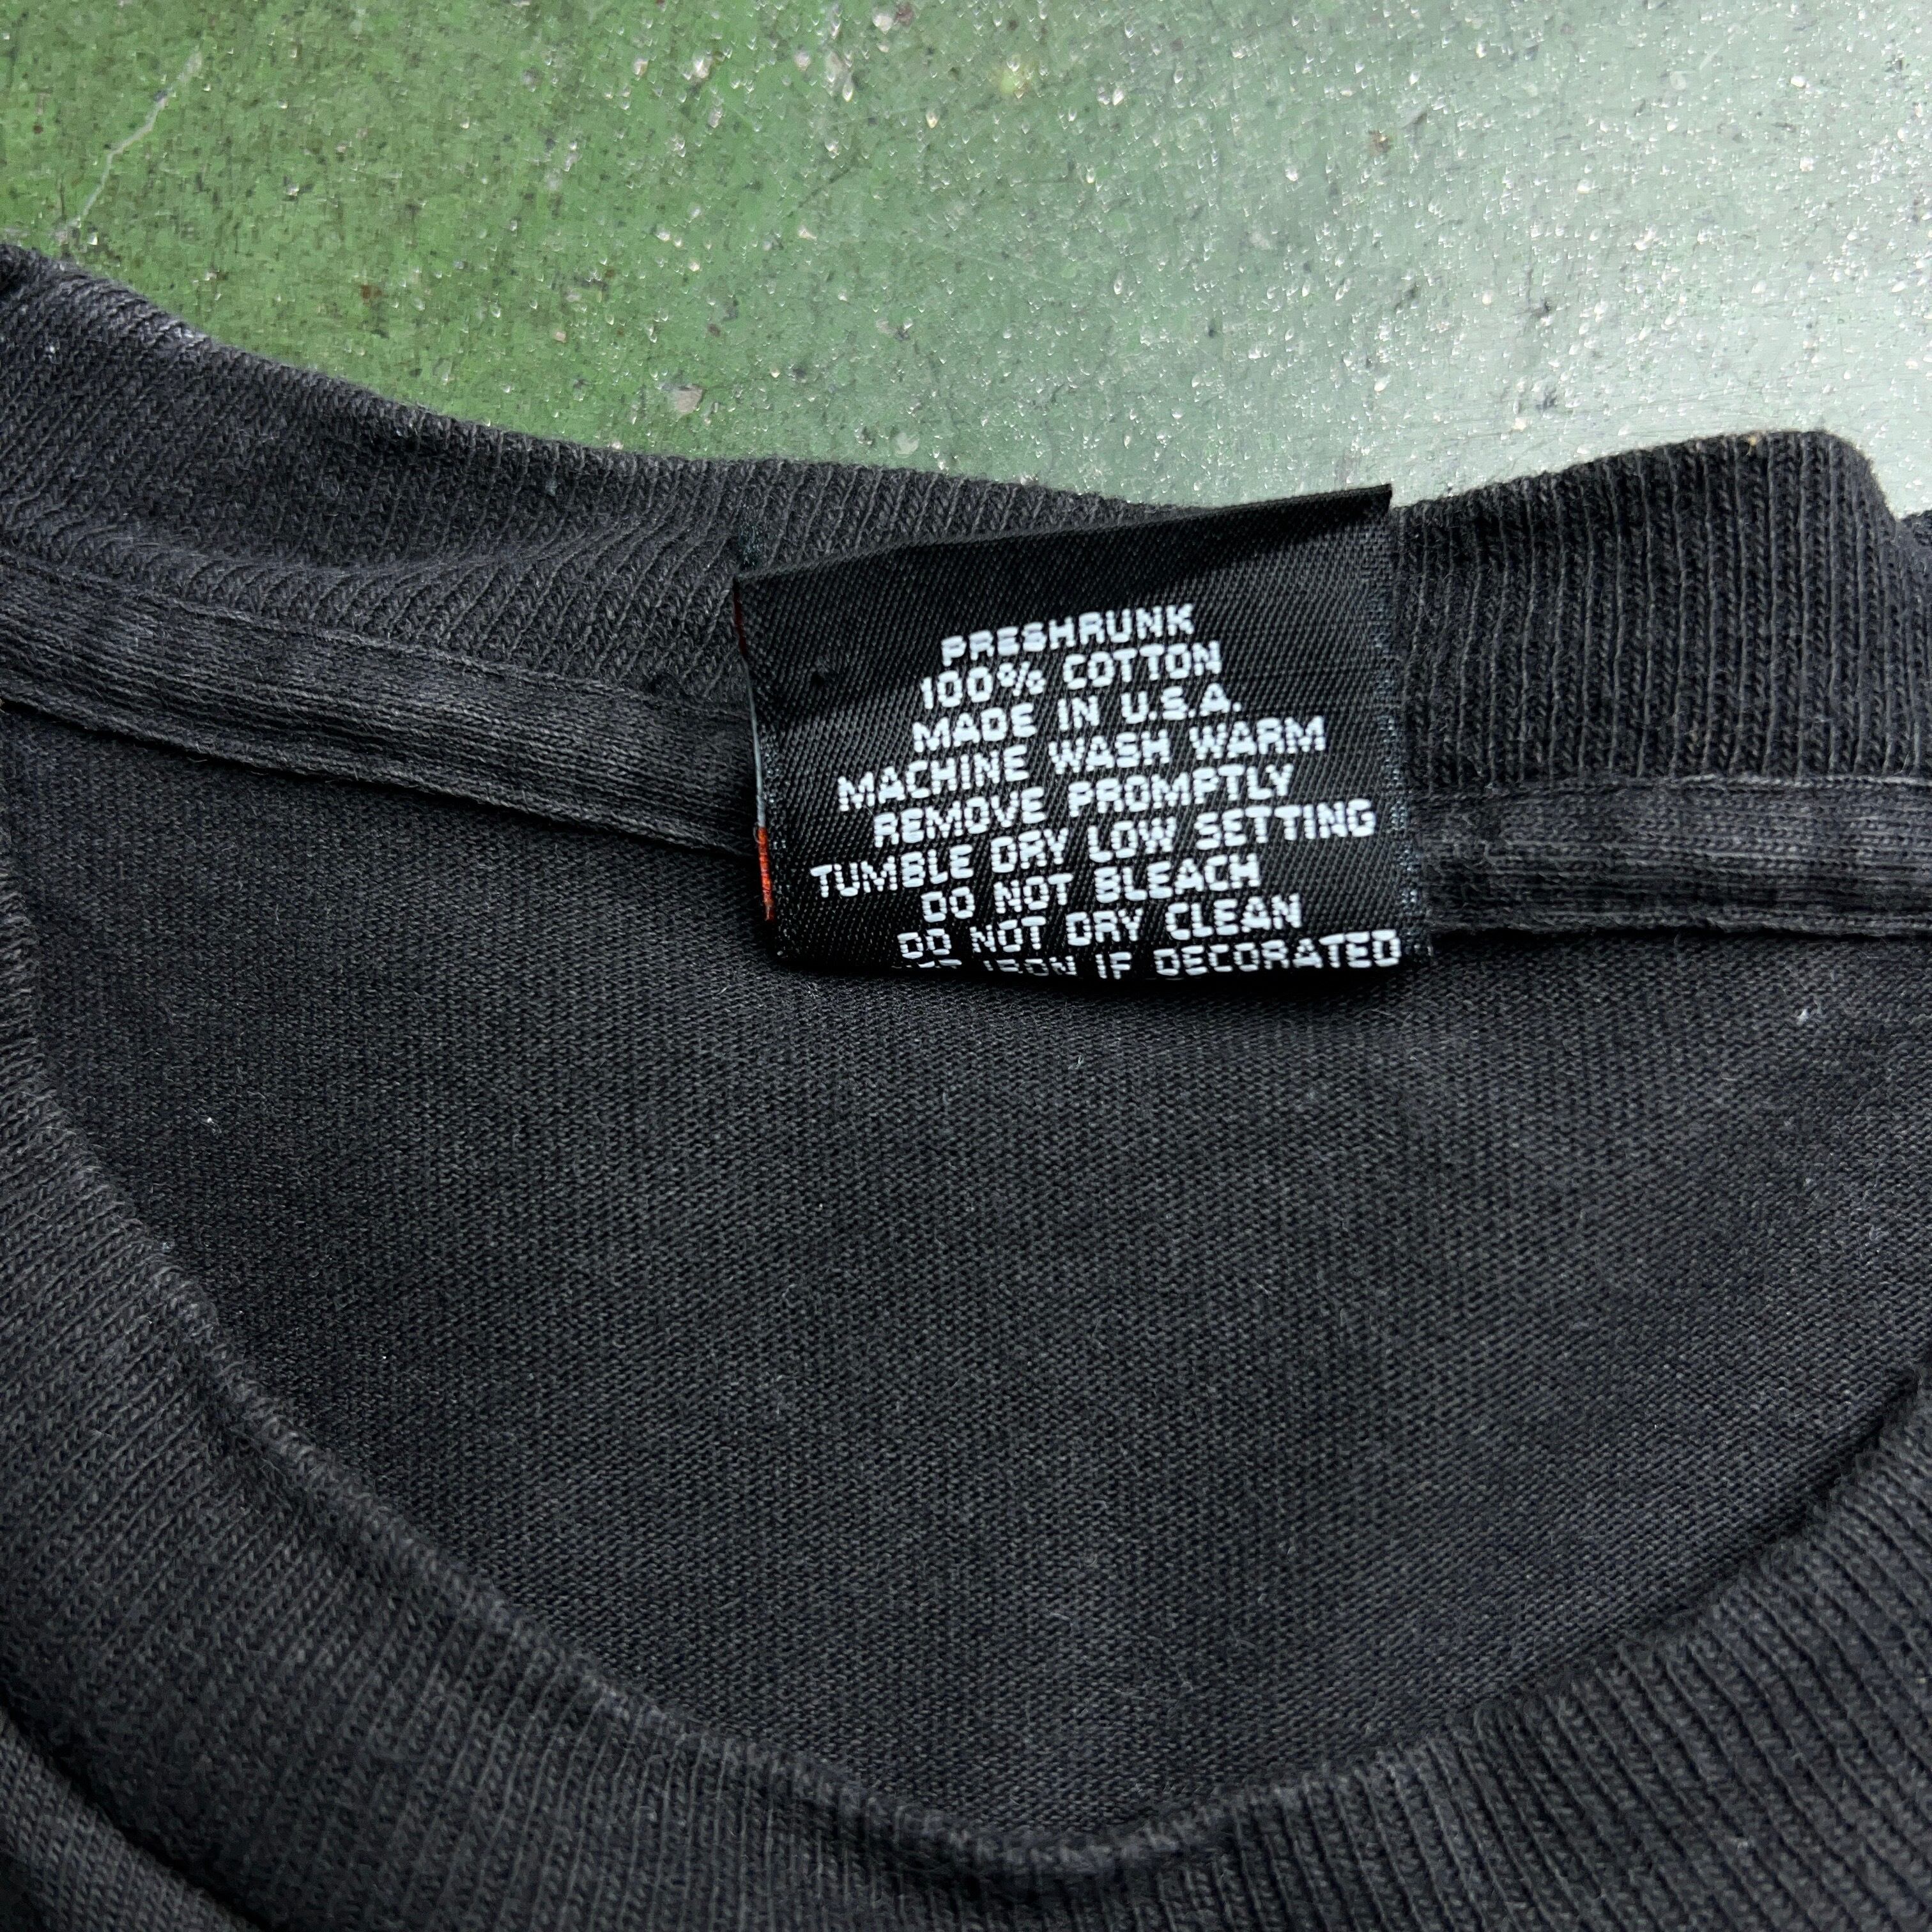 PRESHRUNK
100% COTTON
MADE IN U.S.A.
MACHINE WASH WARM
REMOVE PROMPTLY
TUMBLE DRY LOW SETTING
DO NOT BLEACH
DO NOT DRY CLEAN
IRON IF DECORATED